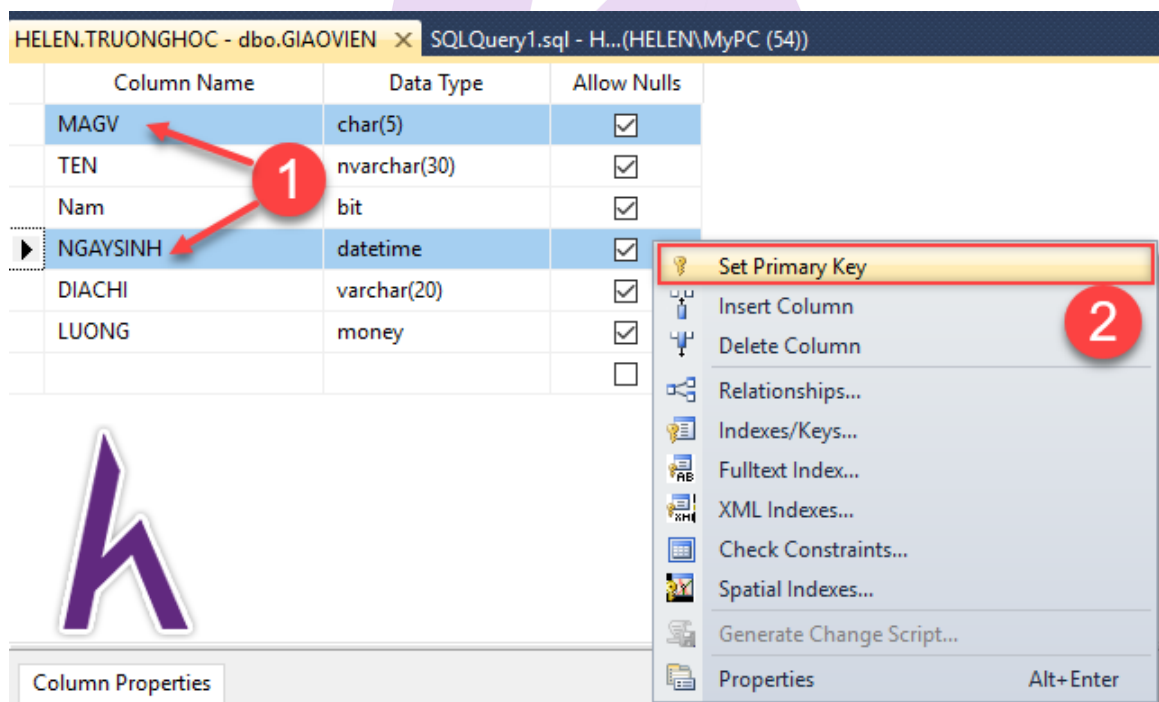 HELEN.TRUONGHOC - dbo.GIAOVIEN × SQLQuery1.sql - H...(HELEN\MyPC (54))
Column Name Data Type Allow Nulls
MAGV char(5)
TEN nvarchar(30)
Nam bit
NGAYSINH datetime
DIACHI varchar(20)
LUONG money
1
Set Primary Key
Insert Column
2
Delete Column
Relationships...
Indexes/Keys...
Fulltext Index...
XML Indexes...
Check Constraints...
Spatial Indexes...
Generate Change Script...
Properties Alt+Enter
h
Column Properties